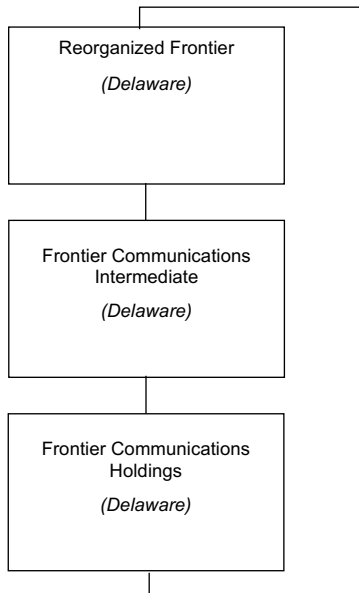 Reorganized Frontier
(Delaware)
Frontier Communications
Intermediate
(Delaware)
Frontier Communications
Holdings
(Delaware)